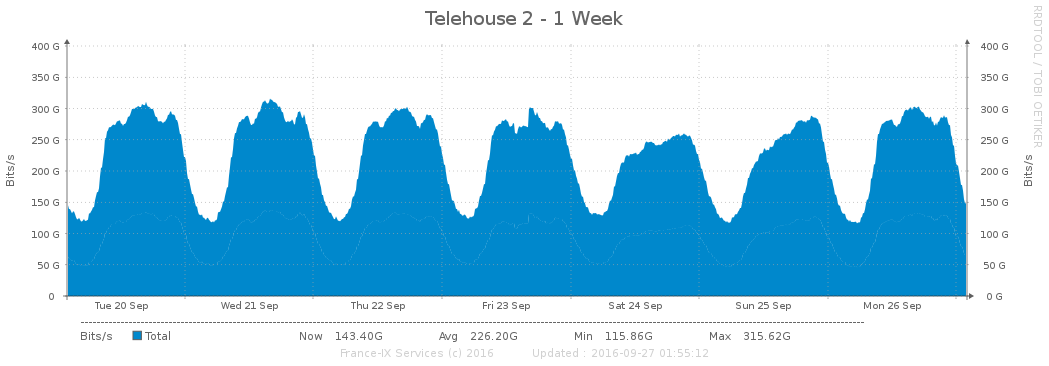 Telehouse 2 - 1 Week
RRDTOOL / TOBI OETIKER
Bits/s
400 G
350 G
300 G
250 G
200 G
150 G
100 G
50 G
0
400 G
350 G
300 G
250 G
200 G
150 G
100 G
50 G
0 G
Bits/s
Tue 20 Sep Wed 21 Sep Thu 22 Sep Fri 23 Sep Sat 24 Sep Sun 25 Sep Mon 26 Sep
Bits/s Total Now 143.40G Avg 226.20G Min 115.86G Max 315.62G
France-IX Services (c) 2016 Updated : 2016-09-27 01:55:12